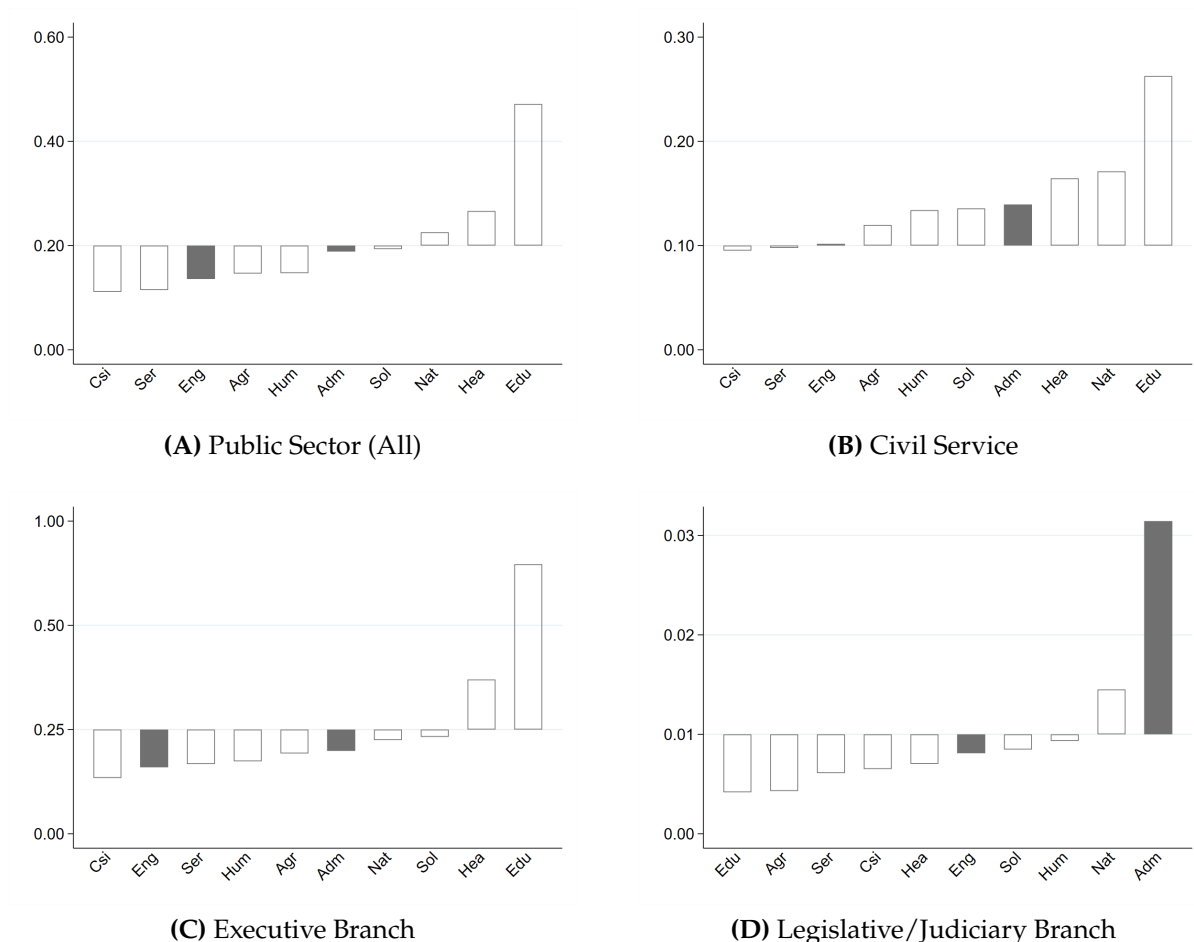 0.60
0.40
0.20
0.00
Csi Ser Eng Agr Hum Adm Sol Nat Hea Edu
(A) Public Sector (All)
0.30
0.20
0.10
0.00
Csi Ser Eng Agr Hum Sol Adm Hea Nat Edu
(B) Civil Service
1.00
0.50
0.25
0.00
Csi Eng Ser Hum Agr Adm Nat Sol Hea Edu
(C) Executive Branch
0.03
0.02
0.01
0.00
Edu Agr Ser Csi Hea Eng Sol Hum Nat Adm
(D) Legislative/Judiciary Branch